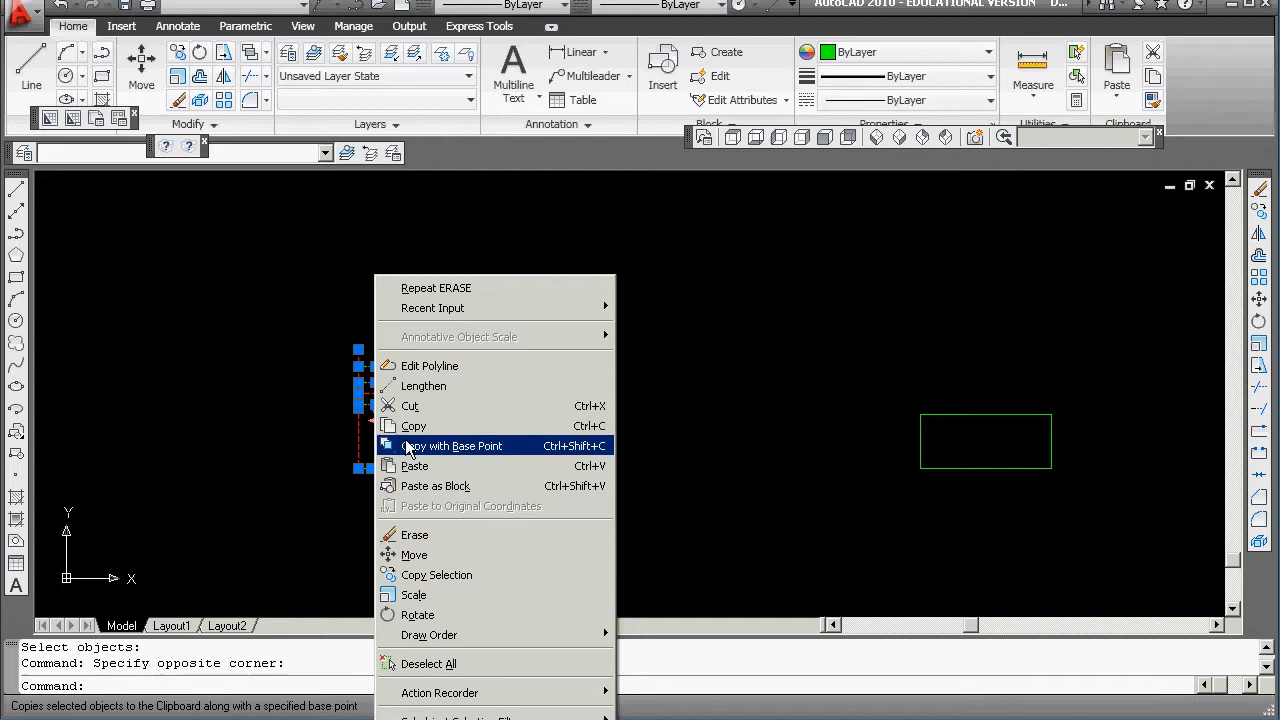 ByLayer
ByLayer
AutoCAD 2010 - EDUCATIONAL VERSION - D...
Home
Insert
Annotate
Parametric
View
Manage
Output
Express Tools
Line
Move
Modify
Unsaved Layer State
Layers
Multiline
Text
Linear
Multileader
Table
Annotation
Insert
Create
Edit
Edit Attributes
Block
ByLayer
ByLayer
ByLayer
Properties
Measure
Utilities
Paste
Clipboard
Repeat ERASE
Recent Input
Annotative Object Scale
Edit Polyline
Lengthen
Cut Ctrl+X
Copy Ctrl+C
Copy with Base Point Ctrl+Shift+C
Paste Ctrl+V
Paste as Block Ctrl+Shift+V
Paste to Original Coordinates
Erase
Move
Copy Selection
Scale
Rotate
Draw Order
Deselect All
Action Recorder
Y
X
A
Model
Layout1
Layout2
Select objects:
Command: Specify opposite corner:
Command:
Copies selected objects to the Clipboard along with a specified base point